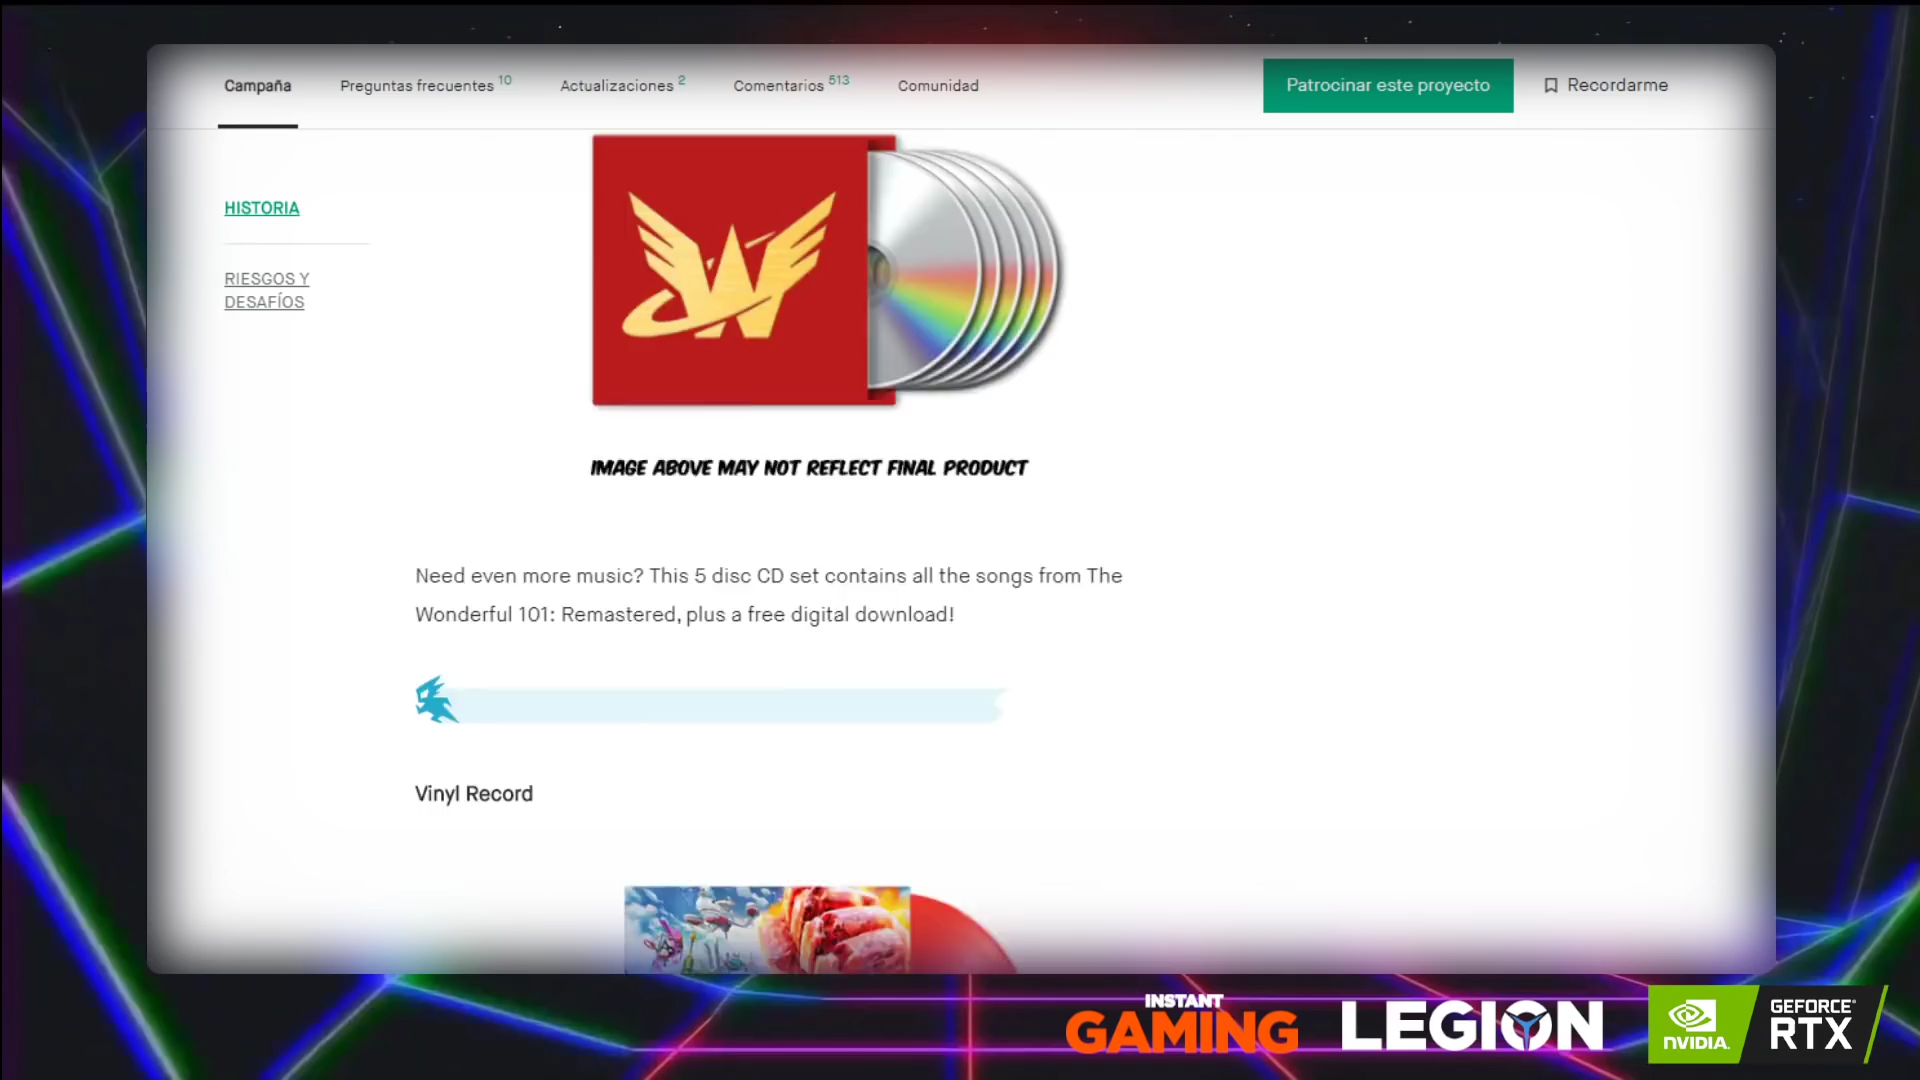 Campaña
Preguntas frecuentes 10
Actualizaciones 2
Comentarios 513
Comunidad
Patrocinar este proyecto
Recordarme
HISTORIA
RIESGOS Y
DESAFÍOS
W
IMAGE ABOVE MAY NOT REFLECT FINAL PRODUCT
Need even more music? This 5 disc CD set contains all the songs from The
Wonderful 101: Remastered, plus a free digital download!
Vinyl Record
INSTANT
GAMING
LEGION
NVIDIA.
GEFORCE®
RTX